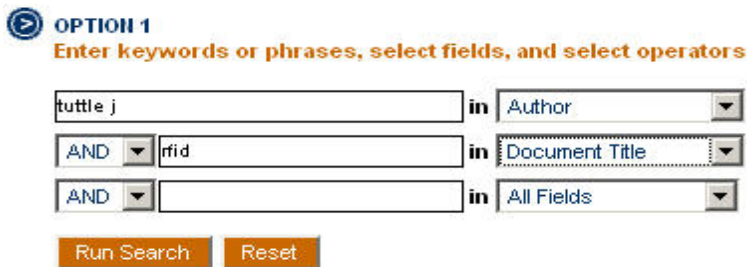 OPTION 1
Enter keywords or phrases, select fields, and select operators
tuttle j in Author
AND rfid in Document Title
AND in All Fields
Run Search Reset